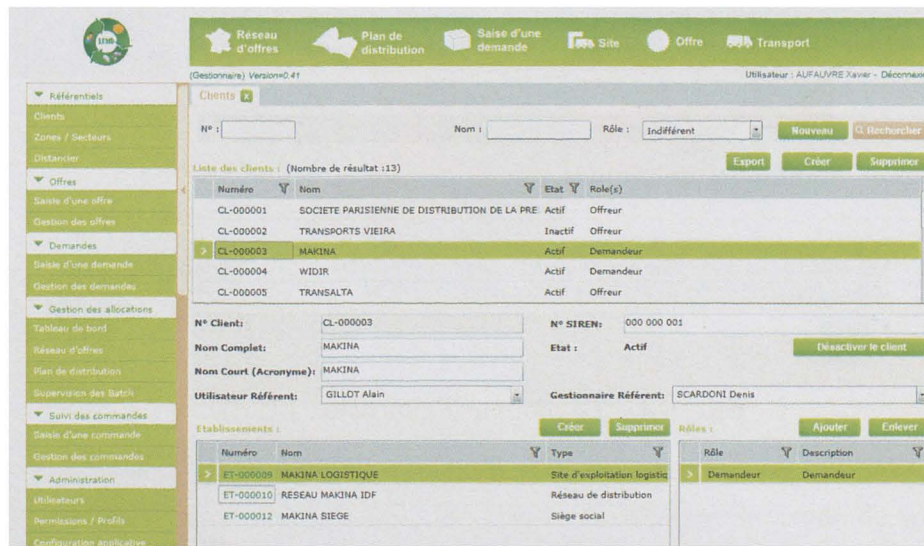 Réseau d'offres
Plan de distribution
Saise d'une demande
Site
Offre
Transport
(Gestionnaire) Version=0.41
Utilisateur : AUFAUVRE Xavier - Déconnexion
Référentiels
Clients
Zones / Secteurs
Distancier
Offres
Saisie d'une offre
Gestion des offres
Demandes
Saisie d'une demande
Gestion des demandes
Gestion des allocations
Tableau de bord
Réseau d'offres
Plan de distribution
Supervision des Batch
Suivi des commandes
Saisie d'une commande
Gestion des commandes
Administration
Utilisateurs
Permissions / Profils
Configuration applicative
Clients
N° : Nom : Rôle : Indifférent Nouveau Rechercher
Liste des clients : (Nombre de résultat :13) Export Créer Supprimer
Numéro Nom Etat Role(s)
CL-000001 SOCIETE PARISIENNE DE DISTRIBUTION DE LA PRE Actif Offreur
CL-000002 TRANSPORTS VIEIRA Inactif Offreur
CL-000003 MAKINA Actif Demandeur
CL-000004 WIDIR Actif Demandeur
CL-000005 TRANSALTA Actif Offreur
N° Client: CL-000003 N° SIREN: 000 000 001
Nom Complet: MAKINA Etat : Actif Désactiver le client
Nom Court (Acronyme): MAKINA
Utilisateur Référent: GILLOT Alain Gestionnaire Référent: SCARDONI Denis
Etablissements : Créer Supprimer Rôles : Ajouter Enlever
Numéro Nom Type Rôle Description
ET-000009 MAKINA LOGISTIQUE Site d'exploitation logistiq Demandeur Demandeur
ET-000010 RESEAU MAKINA IDF Réseau de distribution
ET-000012 MAKINA SIEGE Siège social